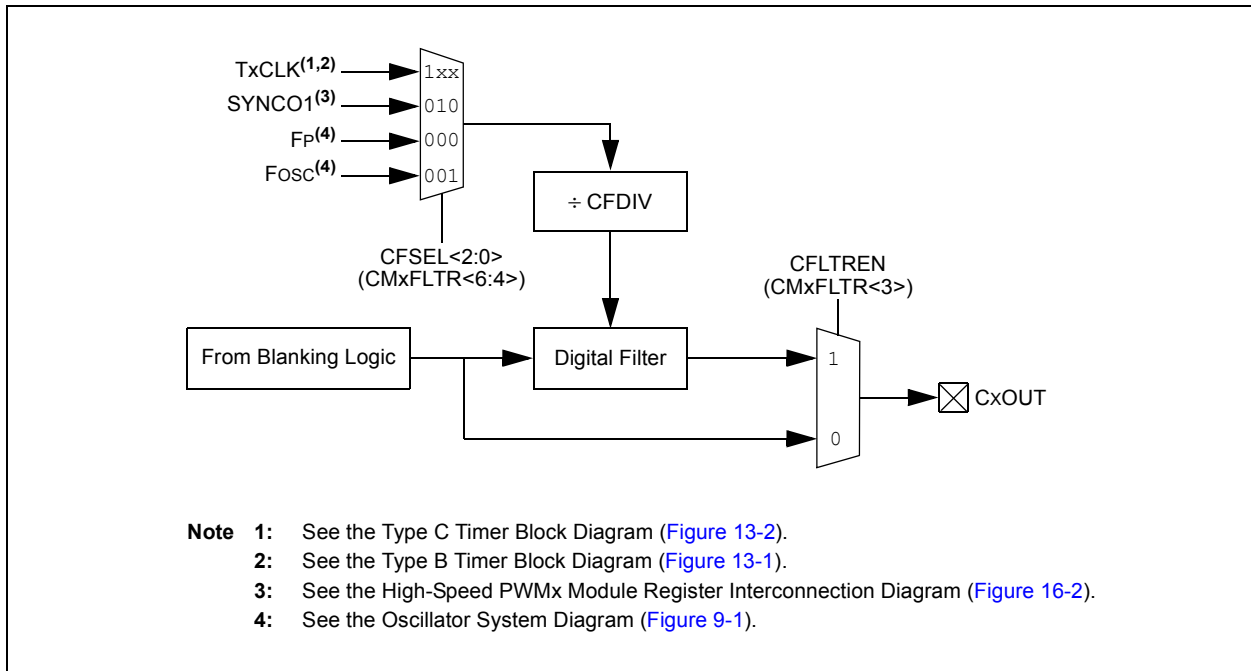 TxCLK(1,2)
SYNCO1(3)
FP(4)
FOSC(4)
1xx
010
000
001
÷ CFDIV
CFSEL<2:0>
(CMxFLTR<6:4>)
CFLTREN
(CMxFLTR<3>)
From Blanking Logic
Digital Filter
1
0
CxOUT
Note 1: See the Type C Timer Block Diagram (Figure 13-2).
2: See the Type B Timer Block Diagram (Figure 13-1).
3: See the High-Speed PWMx Module Register Interconnection Diagram (Figure 16-2).
4: See the Oscillator System Diagram (Figure 9-1).